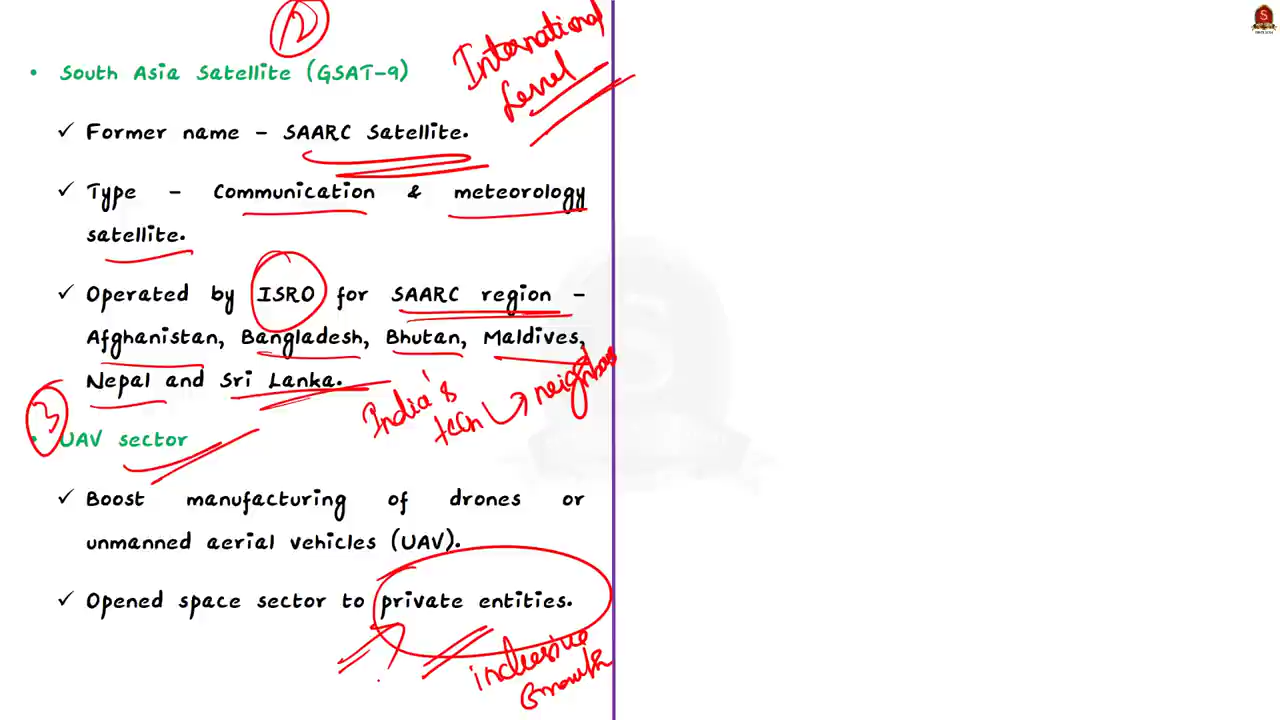 2
International
Level
• South Asia Satellite (GSAT-9)
✓ Former name – SAARC Satellite.
✓ Type – Communication & meteorology
satellite.
✓ Operated by ISRO for SAARC region –
Afghanistan, Bangladesh, Bhutan, Maldives,
Nepal and Sri Lanka.
India's
tech
neighbour
3
• UAV sector
✓ Boost manufacturing of drones or
unmanned aerial vehicles (UAV).
✓ Opened space sector to private entities.
inclusive
Growth
S